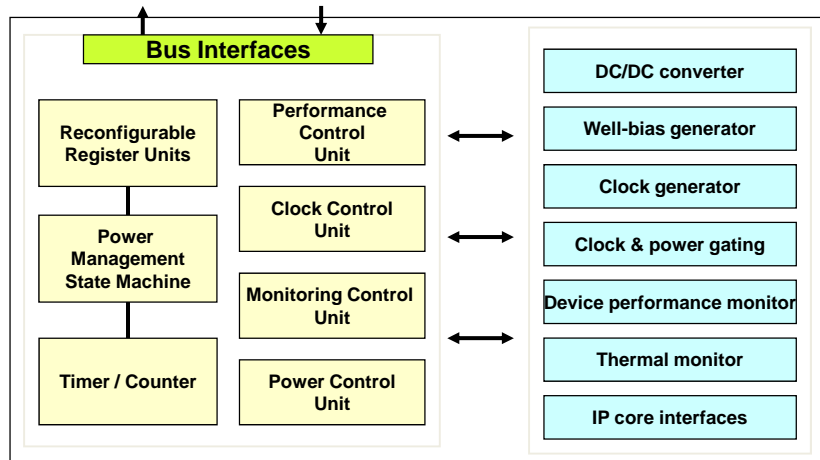 Bus Interfaces
Reconfigurable
Register Units
Power
Management
State Machine
Timer / Counter
Performance
Control
Unit
Clock Control
Unit
Monitoring Control
Unit
Power Control
Unit
DC/DC converter
Well-bias generator
Clock generator
Clock & power gating
Device performance monitor
Thermal monitor
IP core interfaces